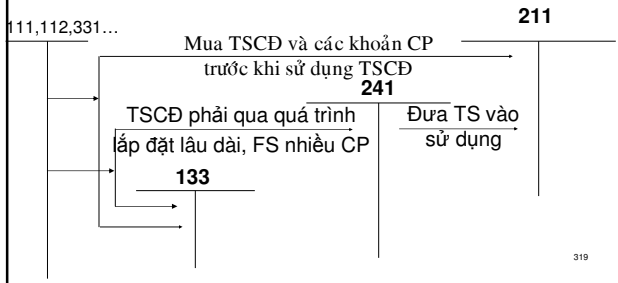 111,112,331…
211
Mua TSCĐ và các khoản CP
trước khi sử dụng TSCĐ
241
TSCĐ phải qua quá trình
lắp đặt lâu dài, FS nhiều CP
Đưa TS vào
sử dụng
133
319